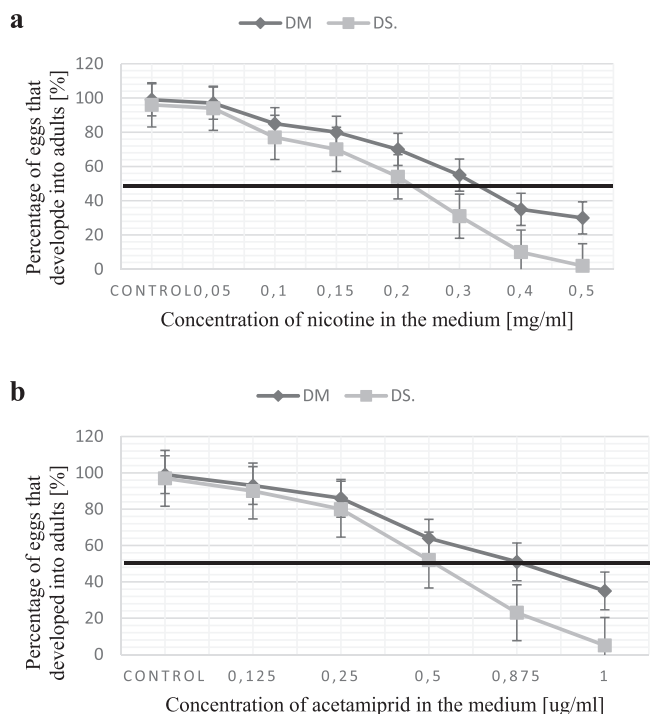 a
DM DS.
Percentage of eggs that
developde into adults [%]
120
100
80
60
40
20
0
CONTROL 0,05 0,1 0,15 0,2 0,3 0,4 0,5
Concentration of nicotine in the medium [mg/ml]
b
DM DS.
Percentage of eggs that
developed into adults [%]
120
100
80
60
40
20
0
CONTROL 0,125 0,25 0,5 0,875 1
Concentration of acetamiprid in the medium [ug/ml]